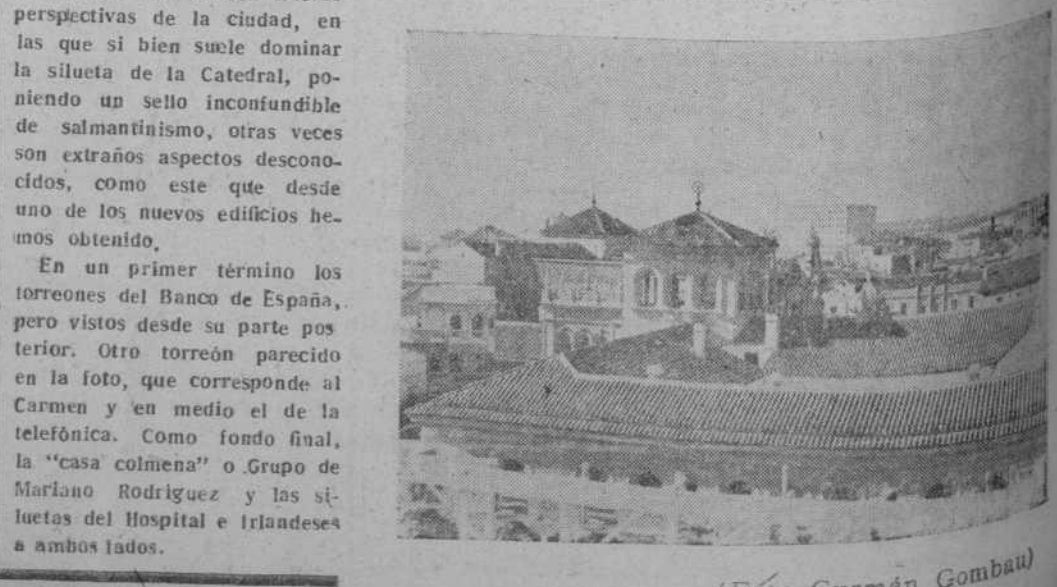 perspectivas de la ciudad, en
las que si bien suele dominar
la silueta de la Catedral, po-
niendo un sello inconfundible
de salmantinismo, otras veces
son extraños aspectos descono-
cidos, como este que desde
uno de los nuevos edificios he-
mos obtenido.
En un primer término los
torreones del Banco de España,
pero vistos desde su parte pos
terior. Otro torreón parecido
en la foto, que corresponde al
Carmen y en medio el de la
telefónica. Como fondo final,
la "casa colmena" o Grupo de
Mariano Rodriguez y las si-
luetas del Hospital e Irlandeses
a ambos lados.
Guzmán Gombau)